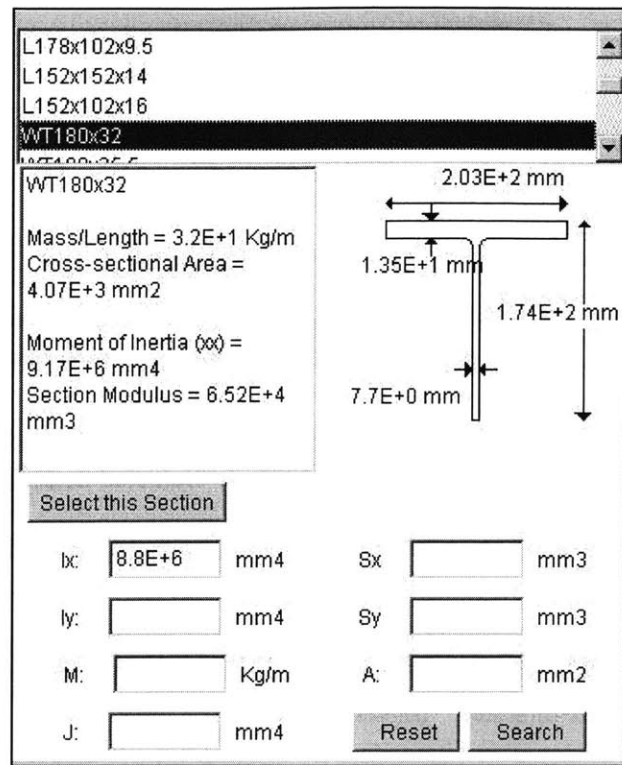 L178x102x9.5
L152x152x14
L152x102x16
WT180x32
WT180x32
Mass/Length = 3.2E+1 Kg/m
Cross-sectional Area =
4.07E+3 mm2
Moment of Inertia (xx) =
9.17E+6 mm4
Section Modulus = 6.52E+4
mm3
2.03E+2 mm
1.35E+1 mm
1.74E+2 mm
7.7E+0 mm
Select this Section
Ix: 8.8E+6 mm4 Sx mm3
Iy: mm4 Sy mm3
M: Kg/m A: mm2
J: mm4 Reset Search